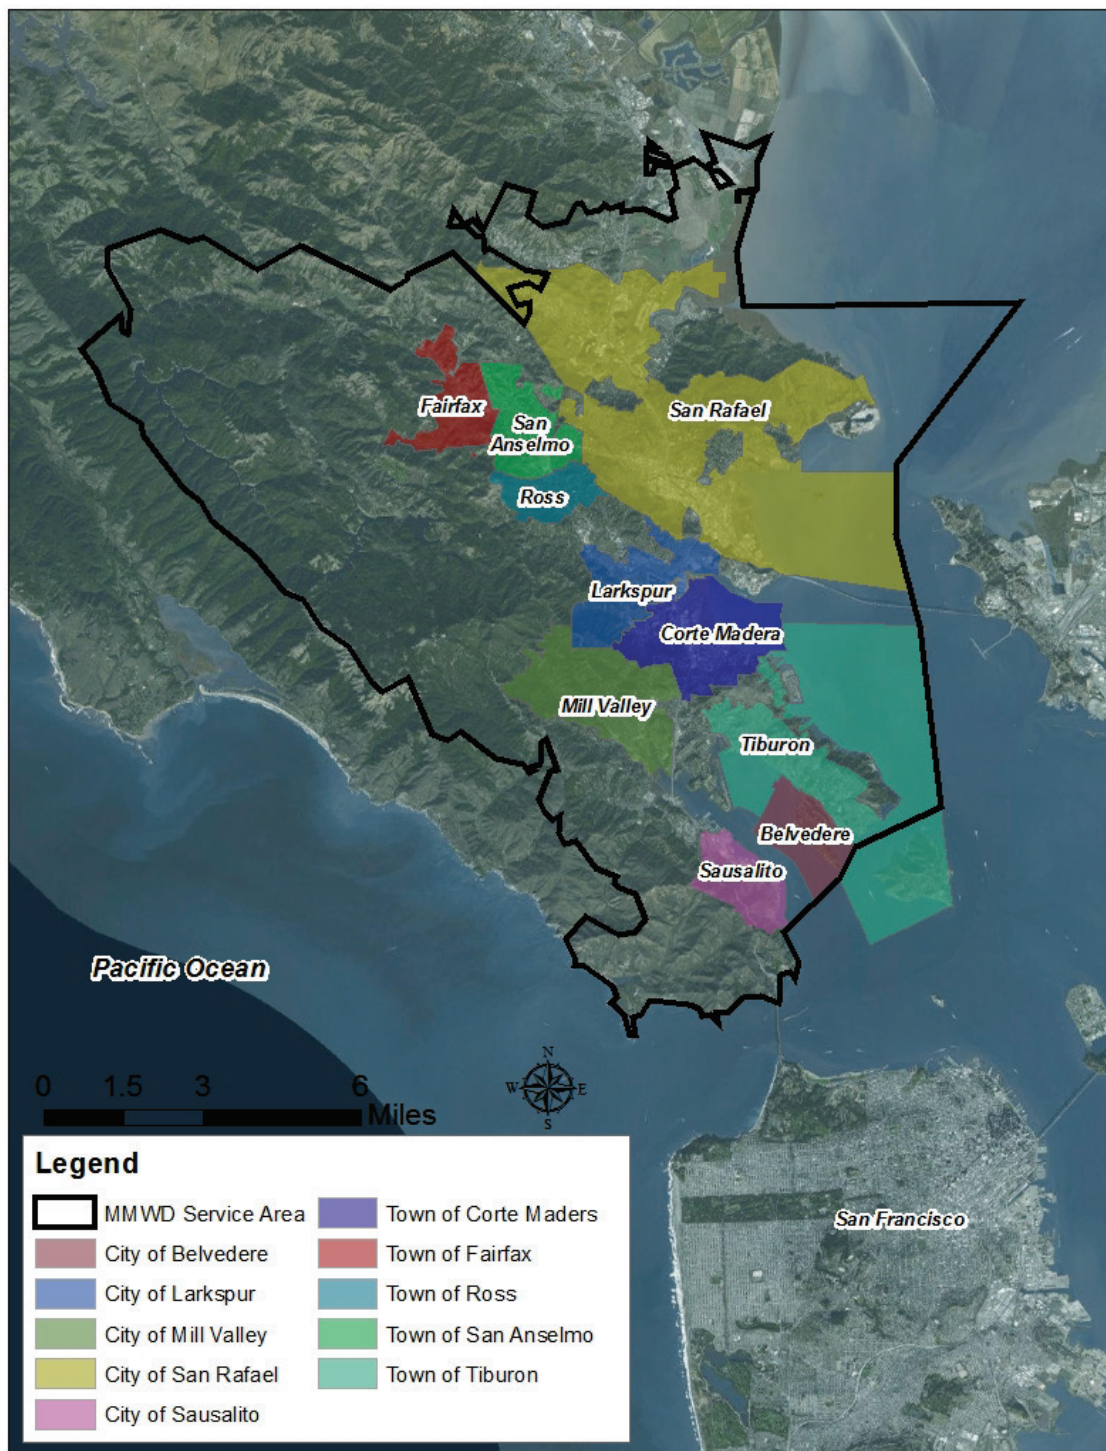 Fairfax
San
Anselmo
San Rafael
Ross
Larkspur
Corte Madera
Mill Valley
Tiburon
Belvedere
Sausalito
Pacific Ocean
N
W E
S
0 1.5 3 6
Miles
San Francisco
Legend
MMWD Service Area
City of Belvedere
City of Larkspur
City of Mill Valley
City of San Rafael
City of Sausalito
Town of Corte Maders
Town of Fairfax
Town of Ross
Town of San Anselmo
Town of Tiburon